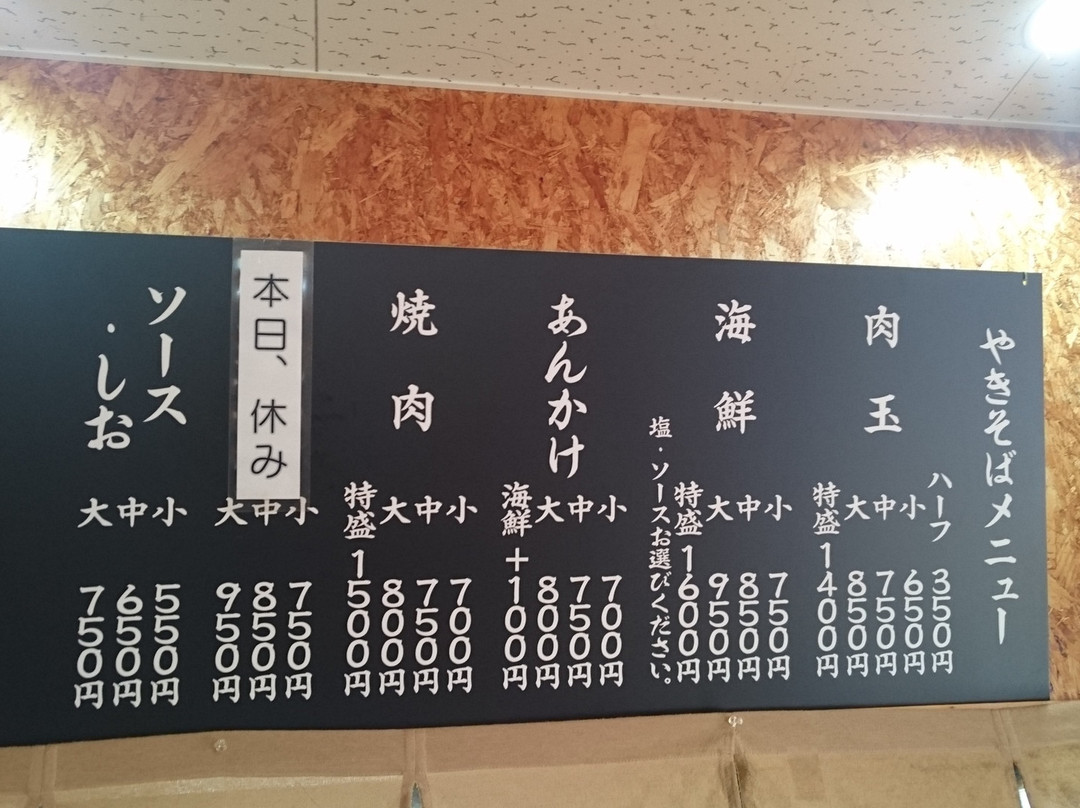 やきそばメニュー
肉玉
ハーフ 350円
小 650円
中 750円
大 850円
特盛 1400円
海鮮
小 750円
中 850円
大 950円
特盛 1600円
塩・ソースお選びください。
あんかけ
小 700円
中 750円
大 800円
海鮮 +100円
焼肉
小 700円
中 750円
大 800円
特盛 1500円
本日、休み
小 750円
中 850円
大 950円
ソース
・しお
小 550円
中 650円
大 750円